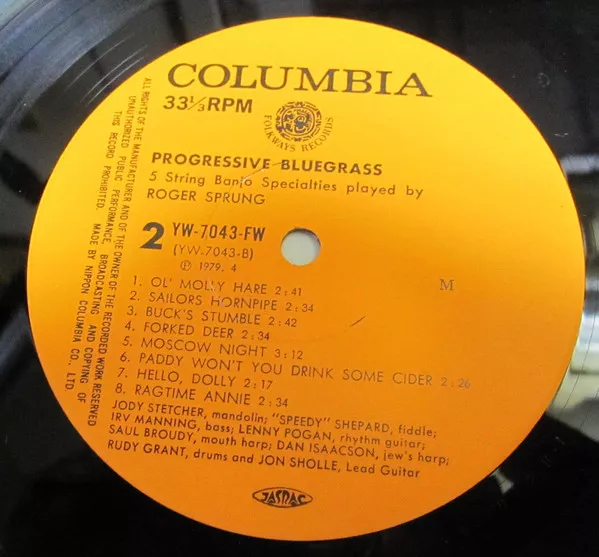 COLUMBIA
33 1/3 RPM
FOLKWAYS RECORDS
PROGRESSIVE BLUEGRASS
5 String Banjo Specialties played by
ROGER SPRUNG
2 YW-7043-FW
(YW.7043-B)
Ⓟ 1979. 4
M
1. OL' MOLLY HARE 2:41
2. SAILORS HORNPIPE 2:34
3. BUCK'S STUMBLE 2:42
4. FORKED DEER 2:34
5. MOSCOW NIGHT 3:12
6. PADDY WON'T YOU DRINK SOME CIDER 2:26
7. HELLO, DOLLY 2:17
8. RAGTIME ANNIE 2:34
JODY STETCHER, mandolin; "SPEEDY" SHEPARD, fiddle;
IRV MANNING, bass; LENNY POGAN, rhythm guitar;
SAUL BROUDY, mouth harp; DAN ISAACSON, jew's harp;
RUDY GRANT, drums and JON SHOLLE, Lead Guitar
JASRAC
ALL RIGHTS OF THE MANUFACTURER AND OF THE OWNER OF THE RECORDED WORK RESERVED
UNAUTHORIZED PUBLIC PERFORMANCE, BROADCASTING AND COPYING OF
THIS RECORD PROHIBITED. MADE BY NIPPON COLUMBIA CO., LTD.